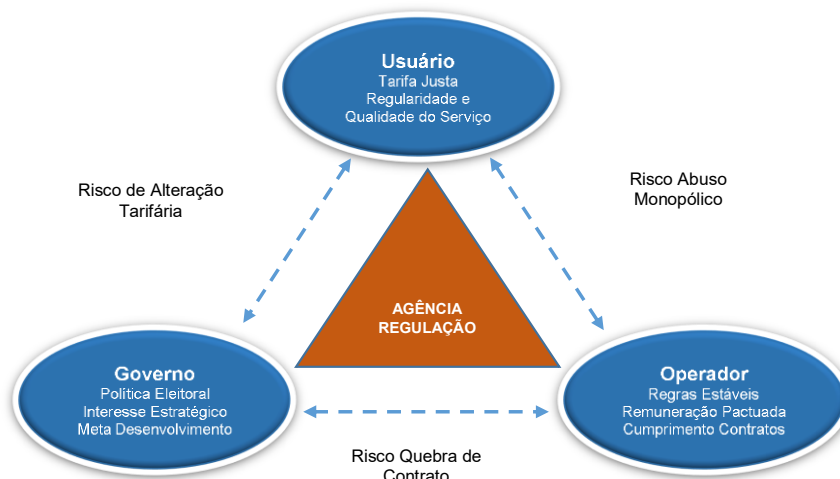 Usuário
Tarifa Justa
Regularidade e
Qualidade do Serviço
Risco de Alteração
Tarifária
Risco Abuso
Monopólico
AGÊNCIA
REGULAÇÃO
Governo
Política Eleitoral
Interesse Estratégico
Meta Desenvolvimento
Operador
Regras Estáveis
Remuneração Pactuada
Cumprimento Contratos
Risco Quebra de
Contrato